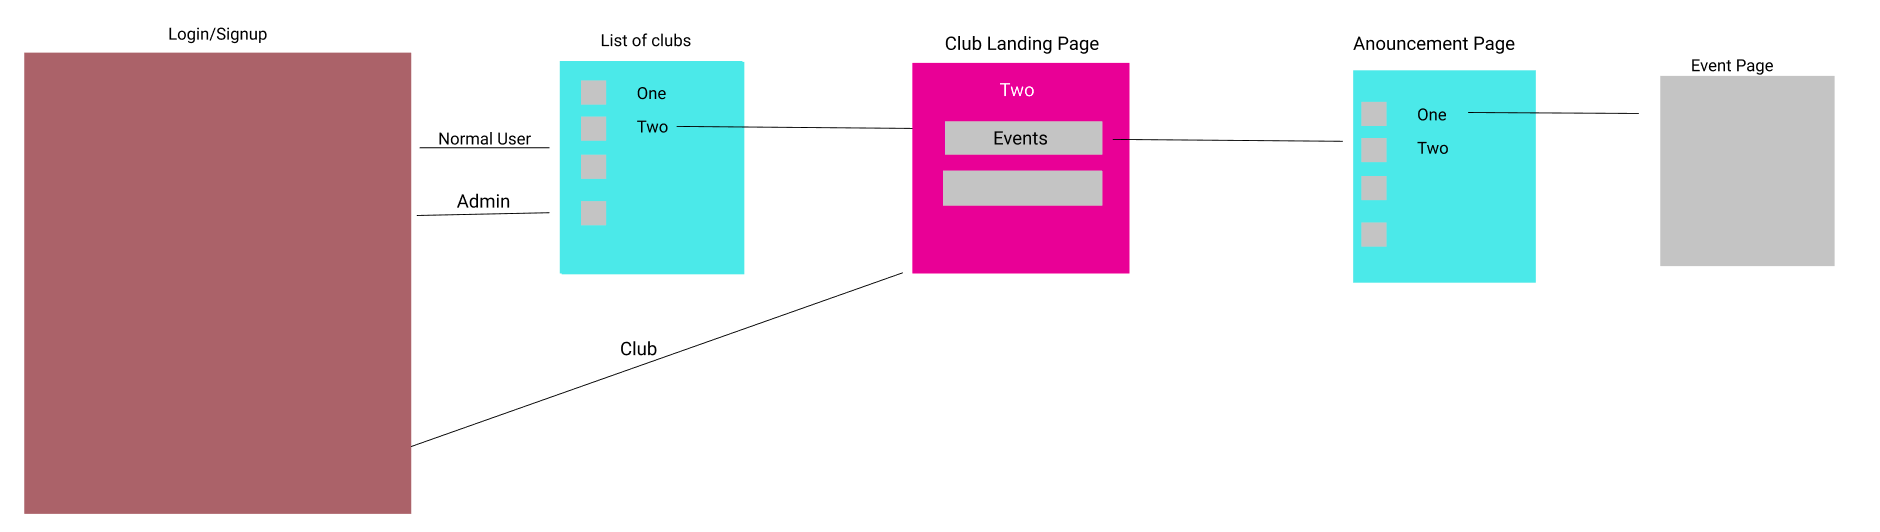 Login/Signup
Normal User
Admin
Club
List of clubs
One
Two
Club Landing Page
Two
Events
Anouncement Page
One
Two
Event Page